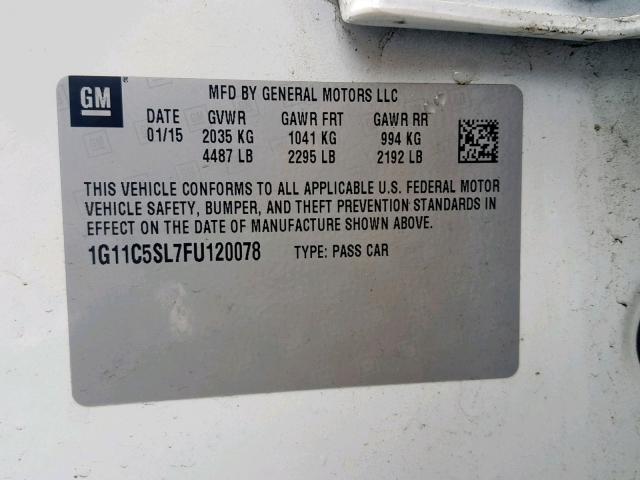 GM ® MFD BY GENERAL MOTORS LLC
DATE GVWR GAWR FRT GAWR RR
01/15 2035 KG 1041 KG 994 KG
4487 LB 2295 LB 2192 LB
THIS VEHICLE CONFORMS TO ALL APPLICABLE U.S. FEDERAL MOTOR
VEHICLE SAFETY, BUMPER, AND THEFT PREVENTION STANDARDS IN
EFFECT ON THE DATE OF MANUFACTURE SHOWN ABOVE.
1G11C5SL7FU120078 TYPE: PASS CAR